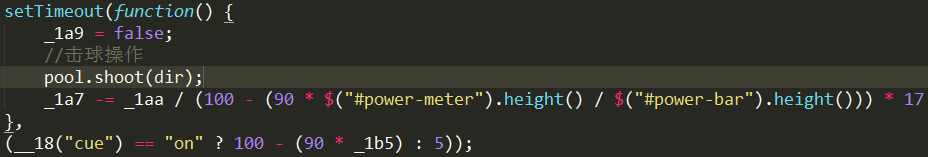 setTimeout(function() {
_1a9 = false;
//击球操作
pool.shoot(dir);
_1a7 -= _1aa / (100 - (90 * $("#power-meter").height() / $("#power-bar").height())) * 17
},
(__18("cue") == "on" ? 100 - (90 * _1b5) : 5));